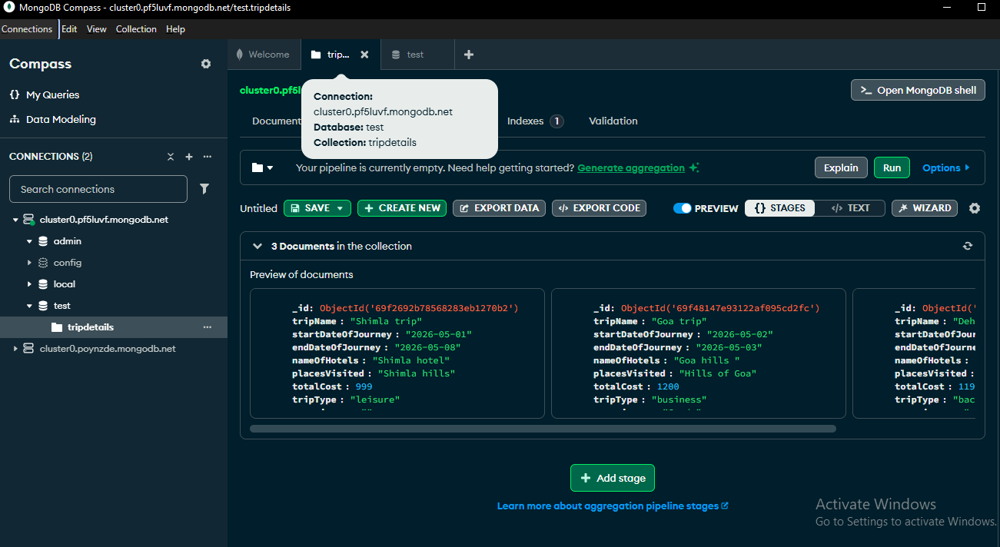 MongoDB Compass - cluster0.pf5luvf.mongodb.net/test.tripdetails
Connections Edit View Collection Help
Compass
My Queries
Data Modeling
CONNECTIONS (2)
Search connections
cluster0.pf5luvf.mongodb.net
admin
config
local
test
tripdetails
cluster0.poynzde.mongodb.net
Welcome trip... test
cluster0.pf5l
Connection:
cluster0.pf5luvf.mongodb.net
Database: test
Collection: tripdetails
>_ Open MongoDB shell
Document Indexes 1 Validation
Your pipeline is currently empty. Need help getting started? Generate aggregation
Explain Run Options
Untitled SAVE + CREATE NEW EXPORT DATA </> EXPORT CODE PREVIEW {} STAGES </> TEXT WIZARD
3 Documents in the collection
Preview of documents
_id: ObjectId('69f2692b78568283eb1270b2')
tripName : "Shimla trip"
startDateOfJourney : "2026-05-01"
endDateOfJourney : "2026-05-08"
nameOfHotels : "Shimla hotel"
placesVisited : "Shimla hills"
totalCost : 999
tripType : "leisure"
_id: ObjectId('69f48147e93122af095cd2fc')
tripName : "Goa trip"
startDateOfJourney : "2026-05-02"
endDateOfJourney : "2026-05-03"
nameOfHotels : "Goa hills "
placesVisited : "Hills of Goa"
totalCost : 1200
tripType : "business"
_id: ObjectId('
tripName : "Deh
startDateOfJour
endDateOfJourne
nameOfHotels :
placesVisited :
totalCost : 119
tripType : "bac
+ Add stage
Learn more about aggregation pipeline stages
Activate Windows
Go to Settings to activate Windows.